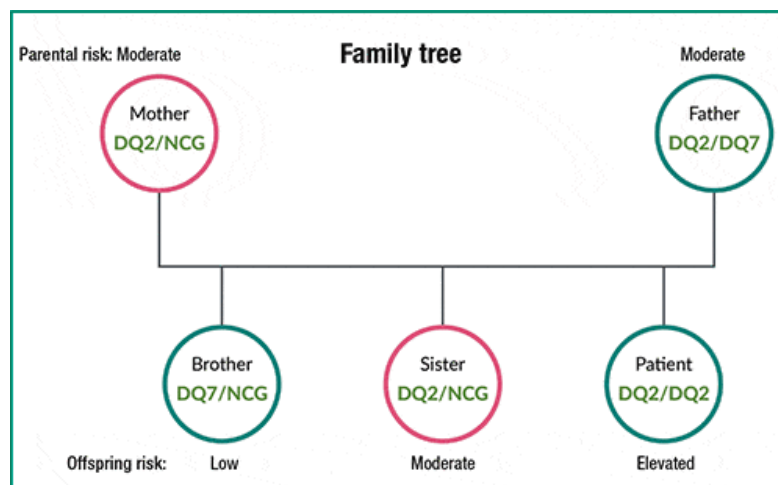 Family tree
Parental risk: Moderate
Moderate
Mother
DQ2/NCG
Father
DQ2/DQ7
Brother
DQ7/NCG
Sister
DQ2/NCG
Patient
DQ2/DQ2
Offspring risk:
Low
Moderate
Elevated